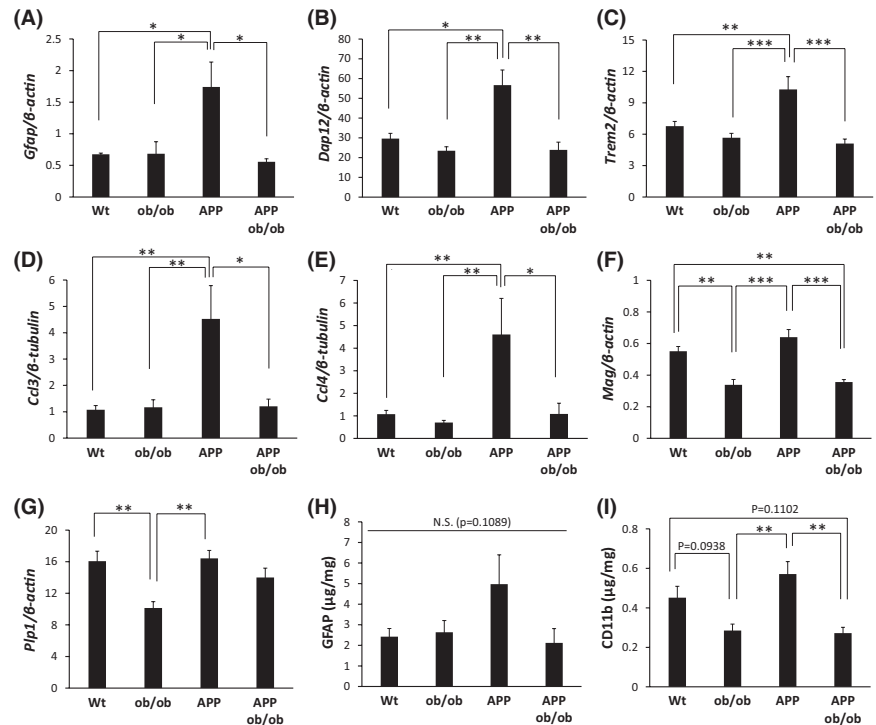 (A)
Gfap/β-actin
2.5
2
1.5
1
0.5
0
*
*
*
Wt
ob/ob
APP
APP
ob/ob
(B)
Dap12/β-actin
80
70
60
50
40
30
20
10
0
*
**
**
Wt
ob/ob
APP
APP
ob/ob
(C)
Trem2/β-actin
15
12
9
6
3
0
**
***
***
Wt
ob/ob
APP
APP
ob/ob
(D)
Ccl3/β-tubulin
6
5
4
3
2
1
0
**
**
*
Wt
ob/ob
APP
APP
ob/ob
(E)
Ccl4/β-tubulin
7
6
5
4
3
2
1
0
**
**
*
Wt
ob/ob
APP
APP
ob/ob
(F)
Mag/β-actin
1
0.8
0.6
0.4
0.2
0
**
**
***
***
Wt
ob/ob
APP
APP
ob/ob
(G)
Plp1/β-actin
20
16
12
8
4
0
**
**
Wt
ob/ob
APP
APP
ob/ob
(H)
GFAP (μg/mg)
8
7
6
5
4
3
2
1
0
N.S. (p=0.1089)
Wt
ob/ob
APP
APP
ob/ob
(I)
CD11b (μg/mg)
0.8
0.6
0.4
0.2
0
P=0.1102
P=0.0938
**
**
Wt
ob/ob
APP
APP
ob/ob